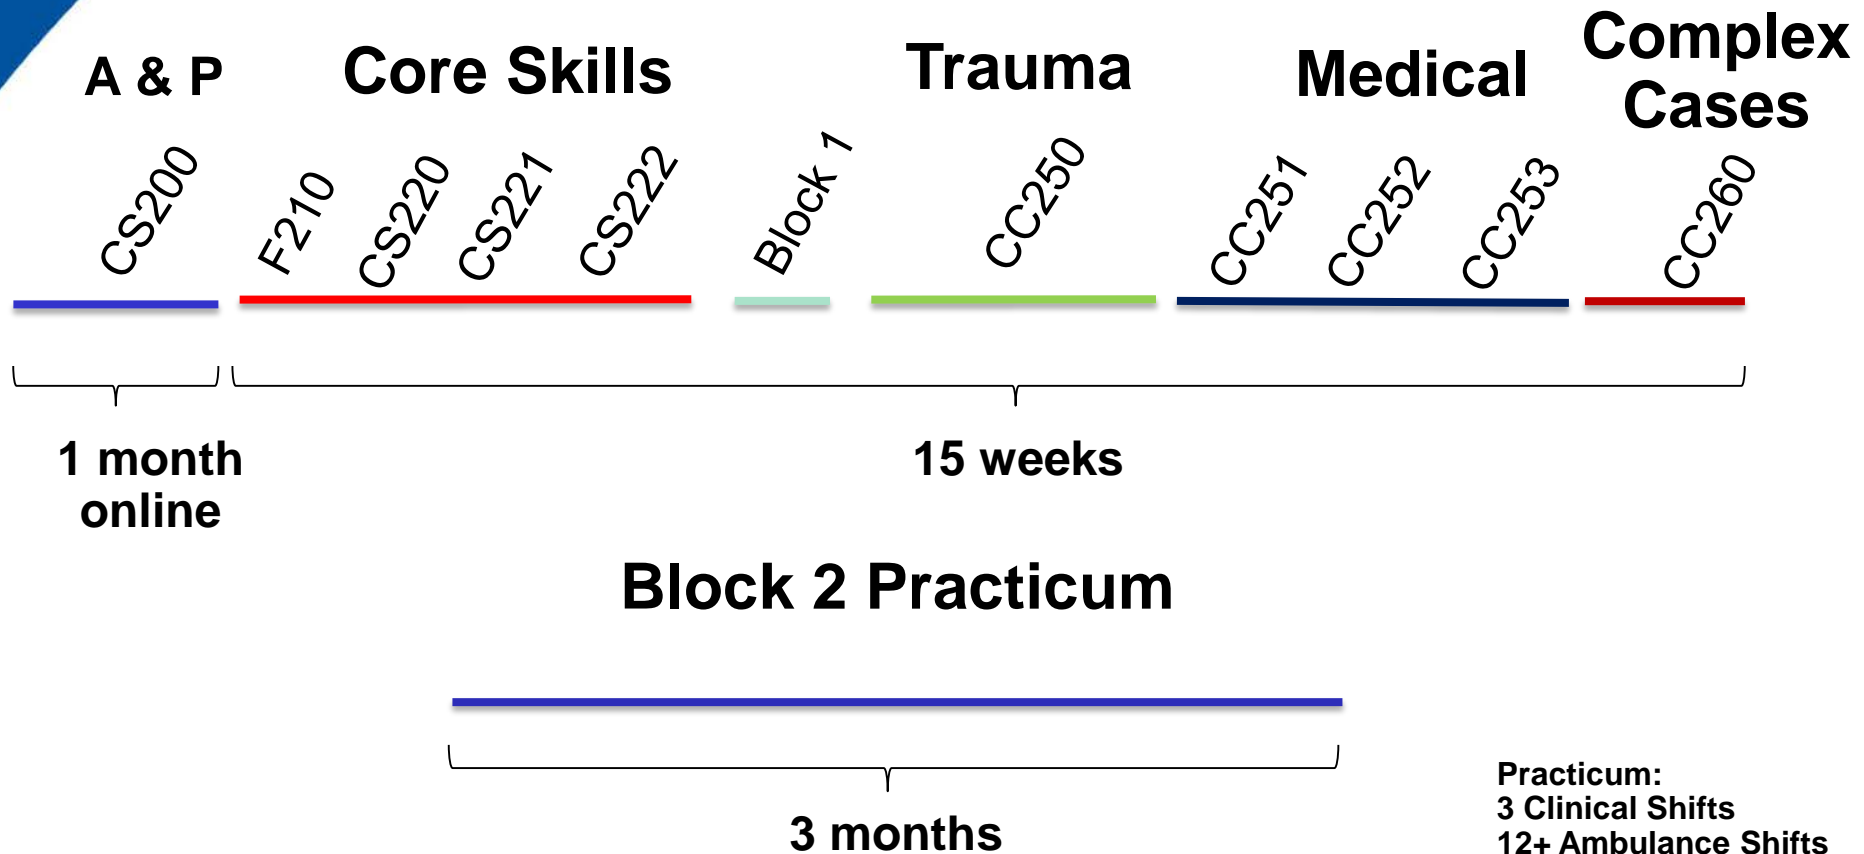 A & P
Core Skills
Trauma
Medical
Complex
Cases
CS200
F210
CS220
CS221
CS222
Block 1
CC250
CC251
CC252
CC253
CC260
1 month
online
15 weeks
Block 2 Practicum
3 months
Practicum:
3 Clinical Shifts
12+ Ambulance Shifts